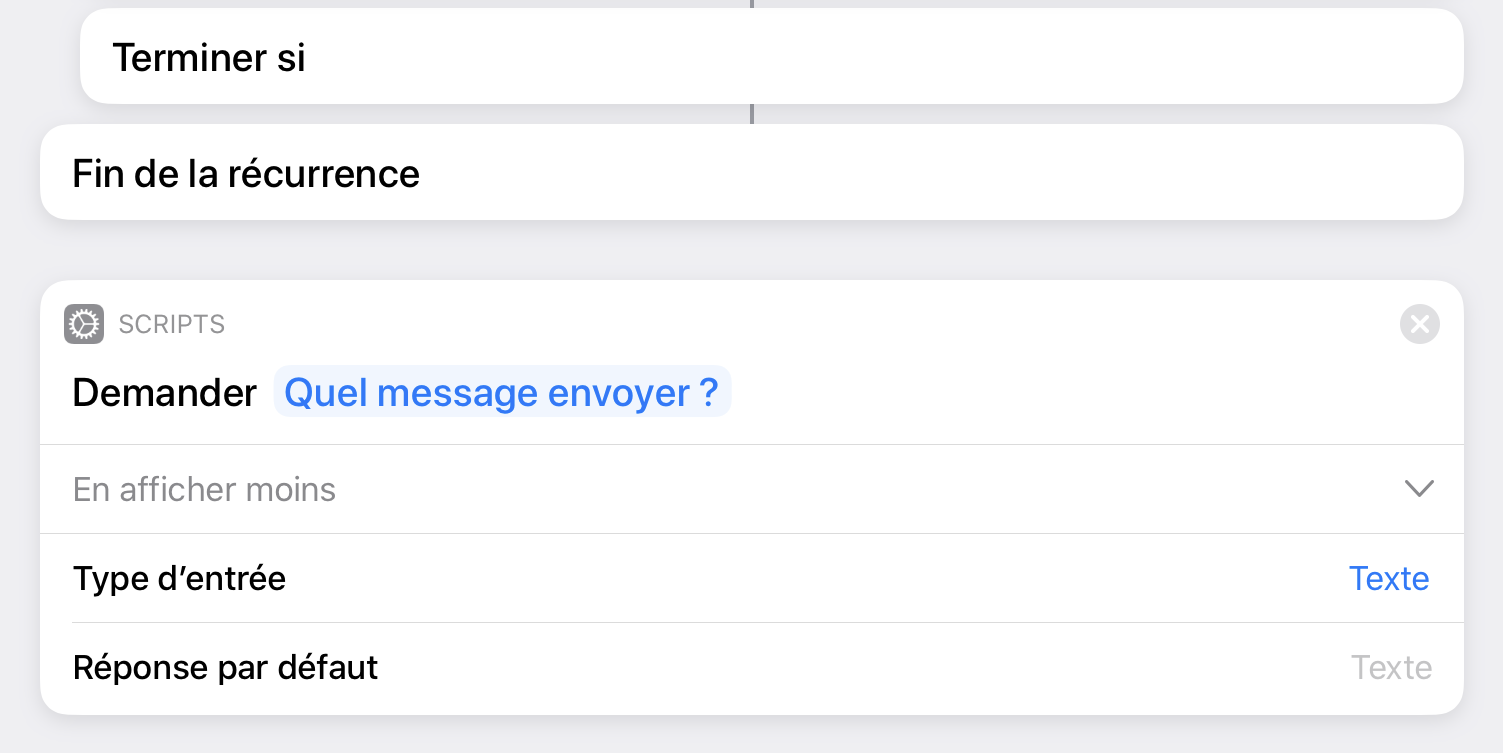 Terminer si
Fin de la récurrence
SCRIPTS
Demander Quel message envoyer ?
En afficher moins
Type d’entrée Texte
Réponse par défaut Texte